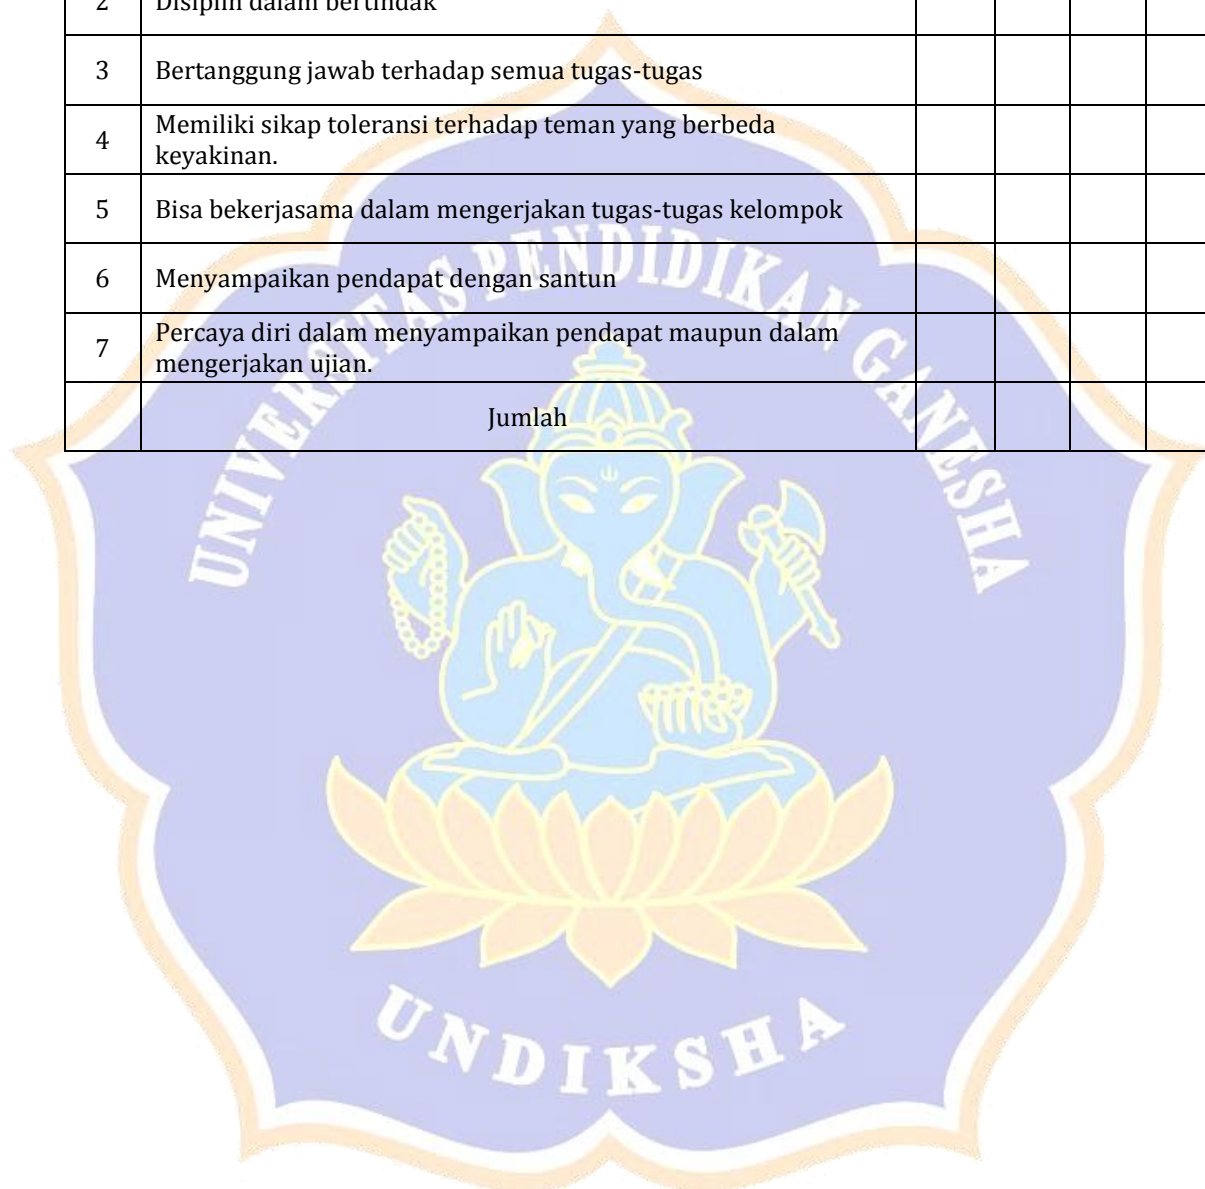 2 Disiplin dalam bertindak
3 Bertanggung jawab terhadap semua tugas-tugas
4 Memiliki sikap toleransi terhadap teman yang berbeda
keyakinan.
5 Bisa bekerjasama dalam mengerjakan tugas-tugas kelompok
6 Menyampaikan pendapat dengan santun
7 Percaya diri dalam menyampaikan pendapat maupun dalam
mengerjakan ujian.
Jumlah
UNIVERSITAS PENDIDIKAN GANESHA
UNDIKSHA